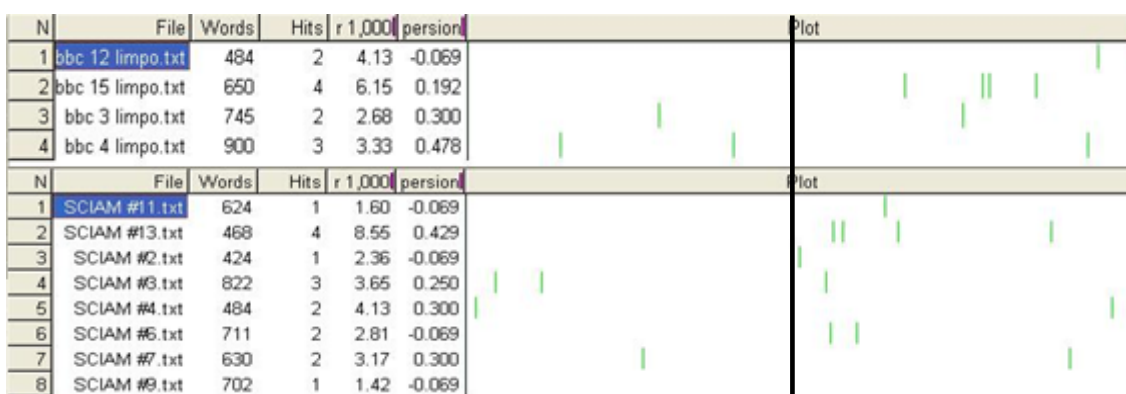 N File Words Hits r 1,000 persion Plot
1 bbc 12 limpo.txt 484 2 4.13 -0.069
2 bbc 15 limpo.txt 650 4 6.15 0.192
3 bbc 3 limpo.txt 745 2 2.68 0.300
4 bbc 4 limpo.txt 900 3 3.33 0.478
N File Words Hits r 1,000 persion Plot
1 SCIAM #11.txt 624 1 1.60 -0.069
2 SCIAM #13.txt 468 4 8.55 0.429
3 SCIAM #2.txt 424 1 2.36 -0.069
4 SCIAM #3.txt 822 3 3.65 0.250
5 SCIAM #4.txt 484 2 4.13 0.300
6 SCIAM #6.txt 711 2 2.81 -0.069
7 SCIAM #7.txt 630 2 3.17 0.300
8 SCIAM #9.txt 702 1 1.42 -0.069